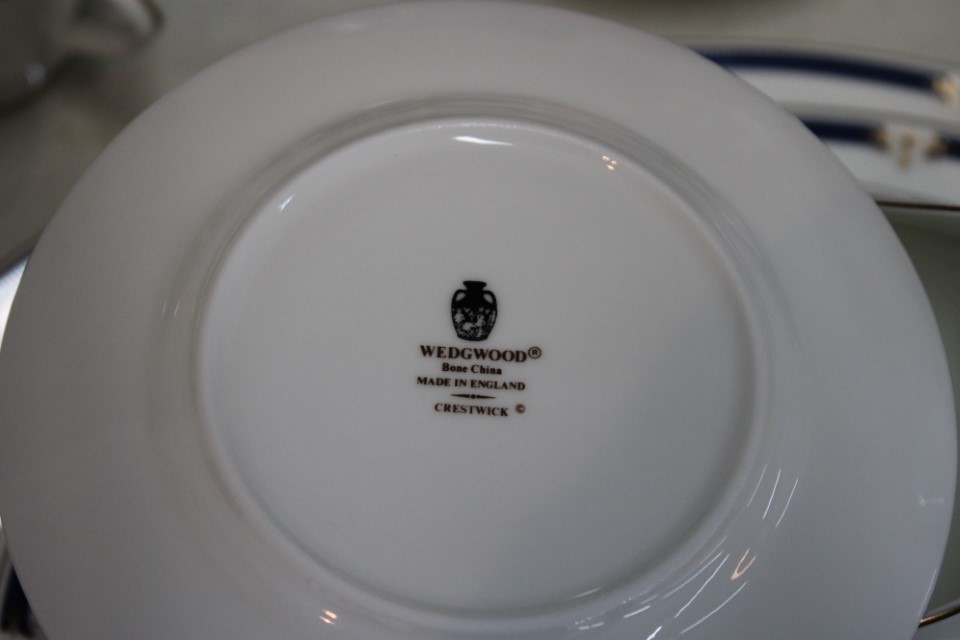 WEDGWOOD®
Bone China
MADE IN ENGLAND
CRESTWICK ©